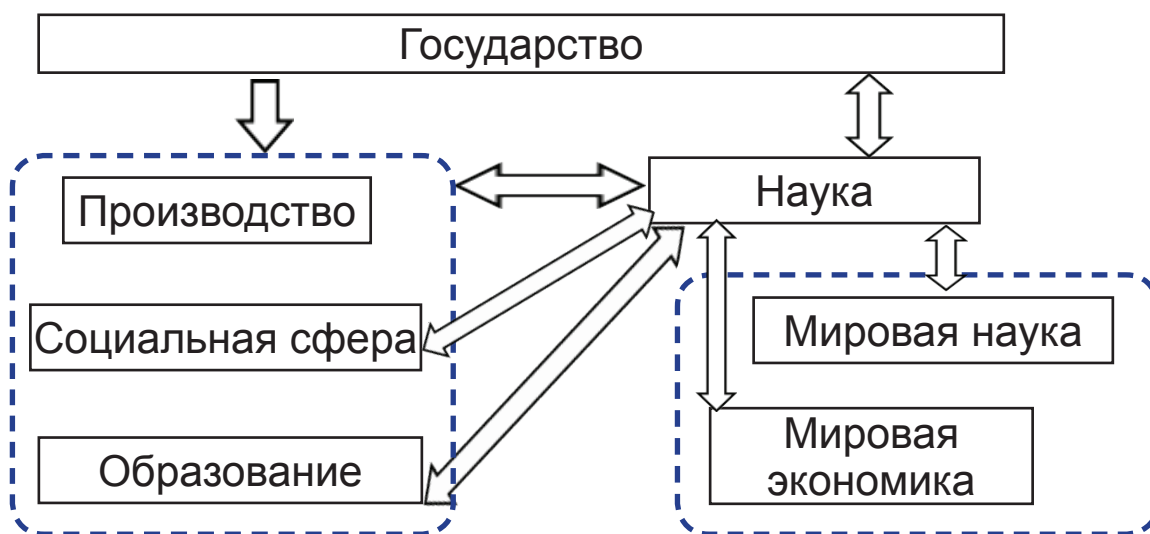 Государство
Производство
Наука
Социальная сфера
Мировая наука
Образование
Мировая
экономика